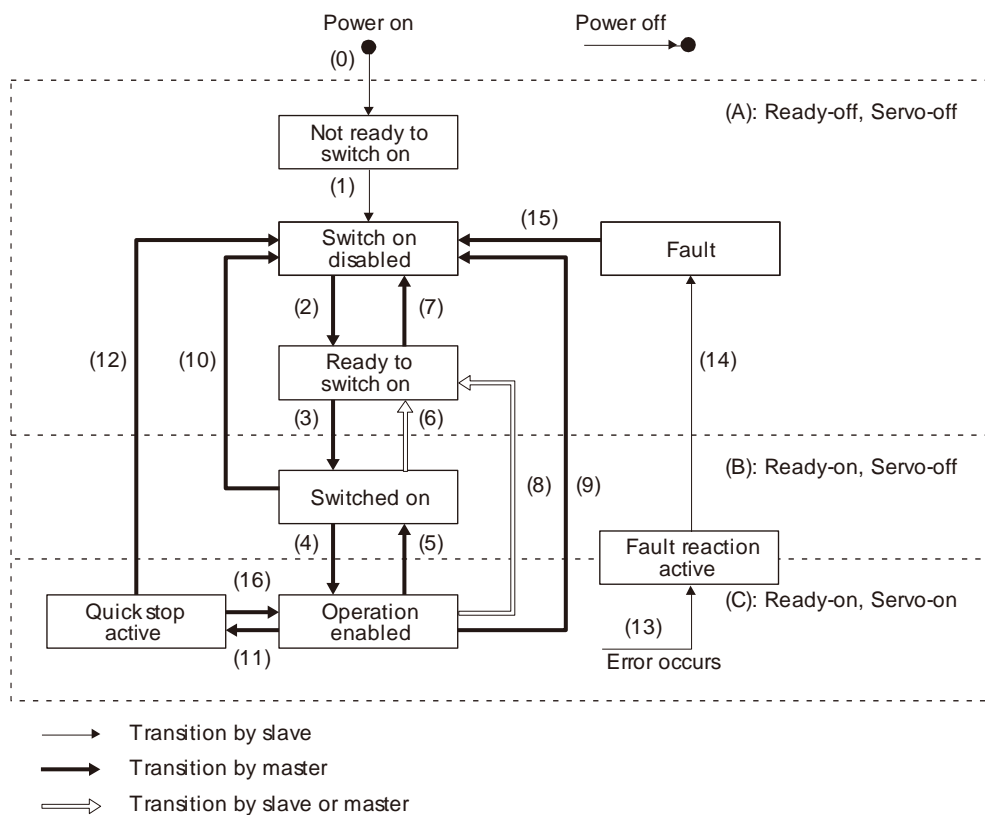 Power on
Power off
(0)
(A): Ready-off, Servo-off
Not ready to
switch on
(1)
(15)
Switch on
disabled
Fault
(2)
(7)
(12)
(10)
(14)
Ready to
switch on
(3)
(6)
(B): Ready-on, Servo-off
(8)
(9)
Switched on
(4)
(5)
Fault reaction
active
(C): Ready-on, Servo-on
(16)
Quick stop
active
Operation
enabled
(11)
(13)
Error occurs
Transition by slave
Transition by master
Transition by slave or master